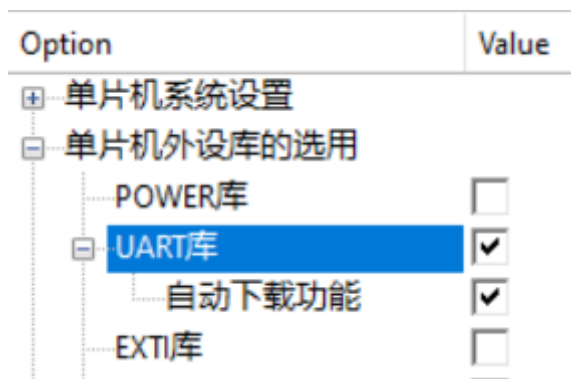 Option Value
单片机系统设置
单片机外设库的选用
POWER库
UART库
自动下载功能
EXTI库